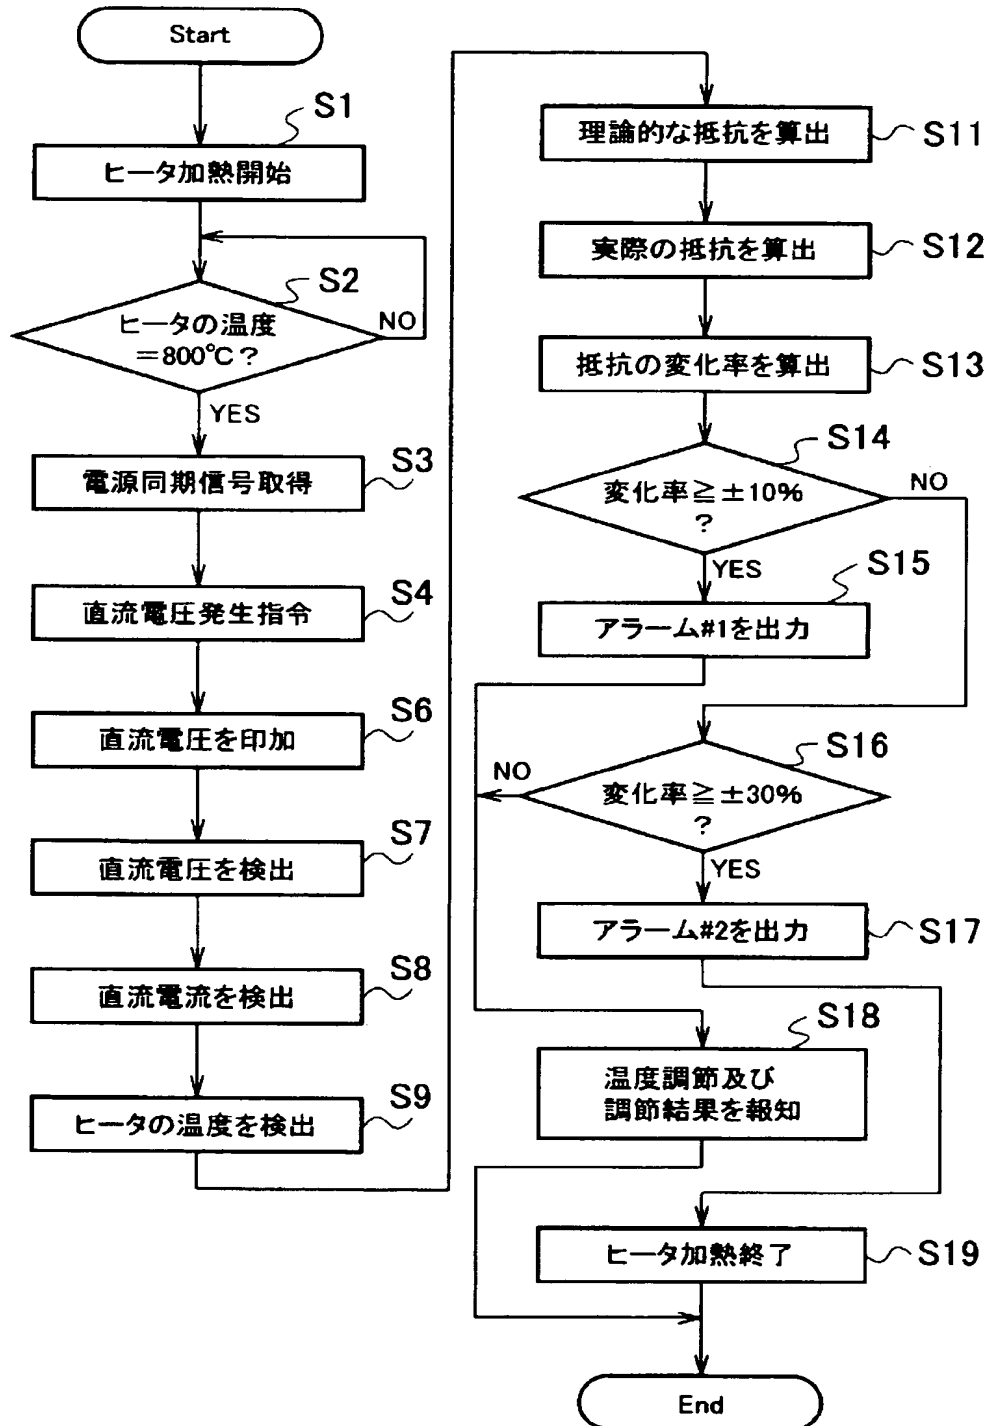 Start
S1
ヒータ加熱開始
S2
ヒータの温度
=800℃?
NO
YES
S3
電源同期信号取得
S4
直流電圧発生指令
S6
直流電圧を印加
S7
直流電圧を検出
S8
直流電流を検出
S9
ヒータの温度を検出
理論的な抵抗を算出
S11
実際の抵抗を算出
S12
抵抗の変化率を算出
S13
S14
変化率≧±10%
?
NO
YES
S15
アラーム#1を出力
S16
変化率≧±30%
?
NO
YES
アラーム#2を出力
S17
S18
温度調節及び
調節結果を報知
ヒータ加熱終了
S19
End